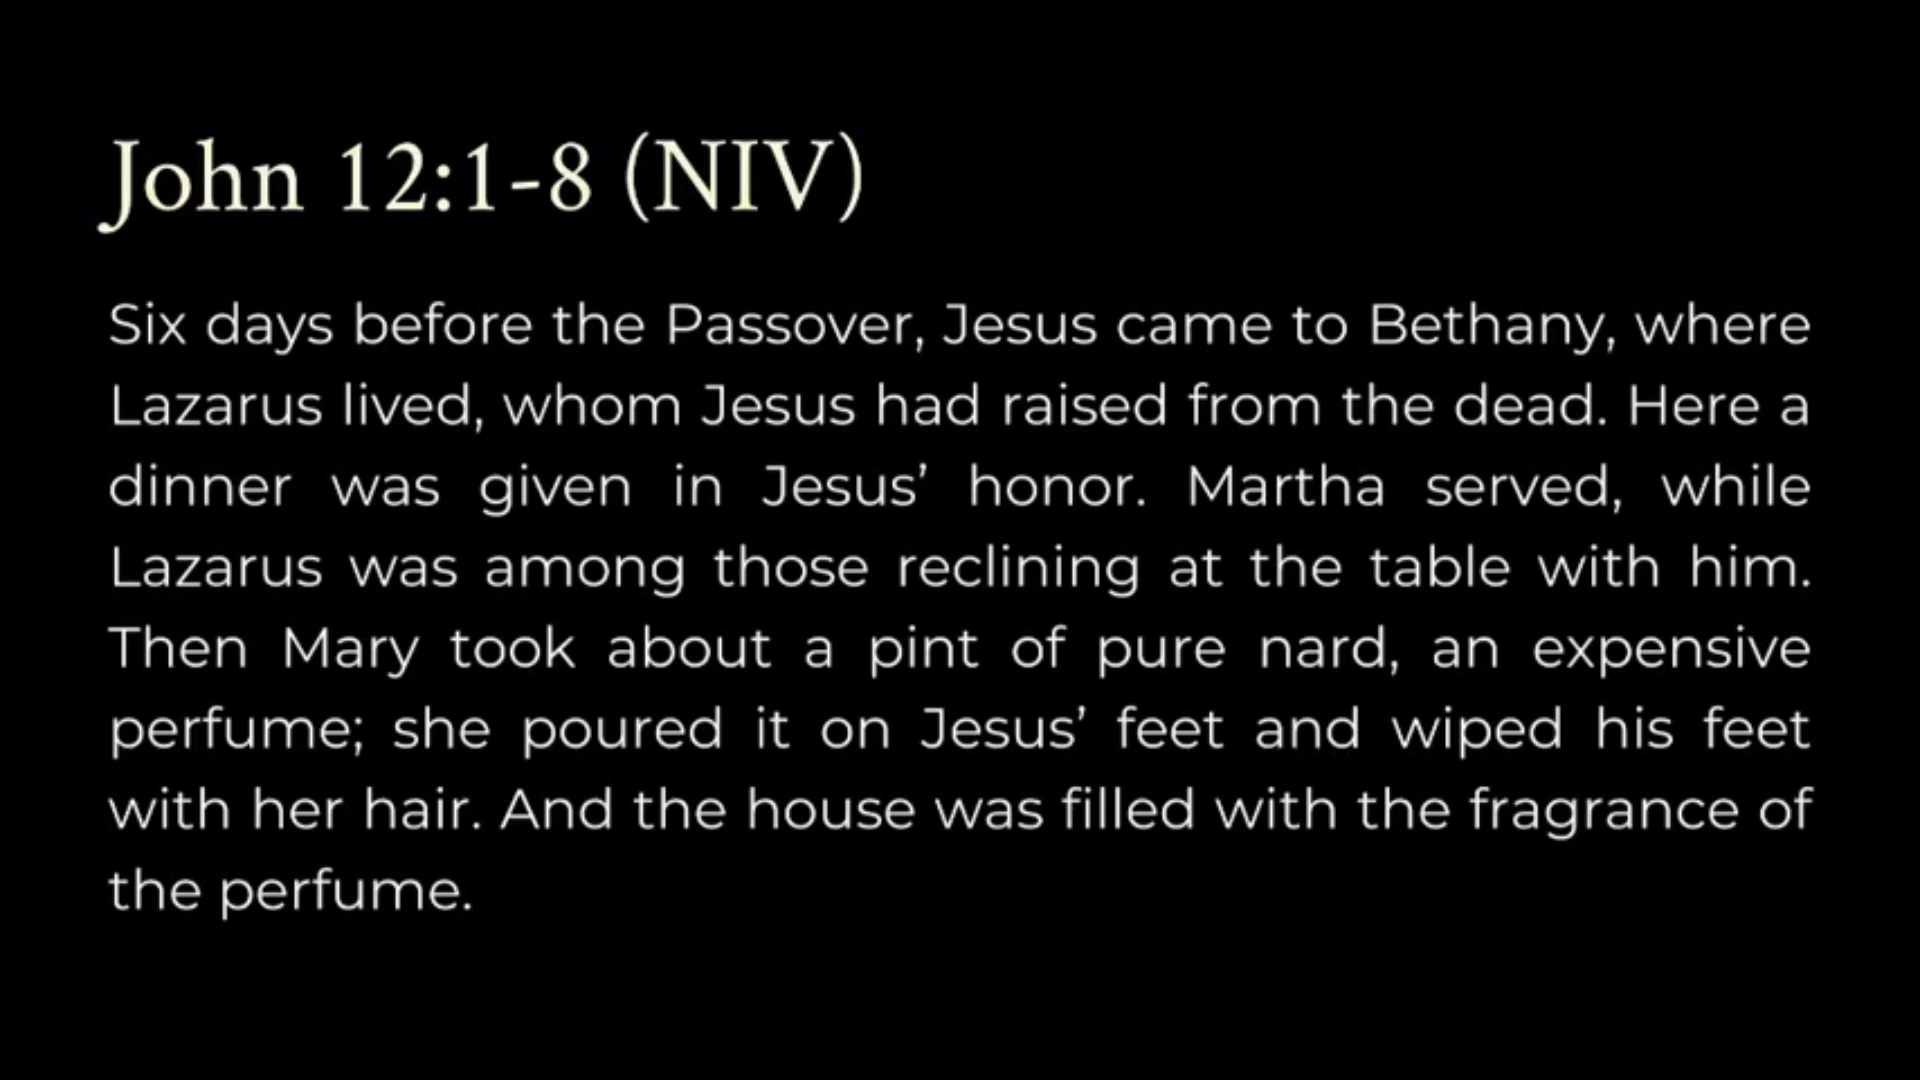 John 12:1-8 (NIV)
Six days before the Passover, Jesus came to Bethany, where
Lazarus lived, whom Jesus had raised from the dead. Here a
dinner was given in Jesus’ honor. Martha served, while
Lazarus was among those reclining at the table with him.
Then Mary took about a pint of pure nard, an expensive
perfume; she poured it on Jesus’ feet and wiped his feet
with her hair. And the house was filled with the fragrance of
the perfume.